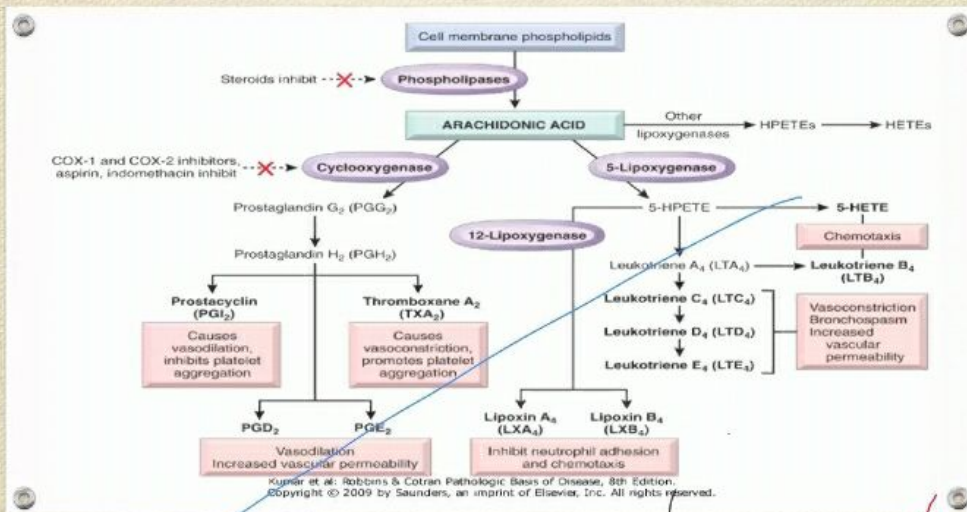 Cell membrane phospholipids
Steroids inhibit
Phospholipases
ARACHIDONIC ACID
Other
lipoxygenases
HPETEs
HETEs
COX-1 and COX-2 inhibitors,
aspirin, indomethacin inhibit
Cyclooxygenase
5-Lipoxygenase
Prostaglandin G₂ (PGG₂)
5-HPETE
5-HETE
12-Lipoxygenase
Chemotaxis
Prostaglandin H₂ (PGH₂)
Leukotriene A₄ (LTA₄)
Leukotriene B₄
(LTB₄)
Prostacyclin
(PGI₂)
Thromboxane A₂
(TXA₂)
Leukotriene C₄ (LTC₄)
Leukotriene D₄ (LTD₄)
Leukotriene E₄ (LTE₄)
Vasoconstriction
Bronchospasm
Increased
vascular
permeability
Causes
vasodilation,
inhibits platelet
aggregation
Causes
vasoconstriction,
promotes platelet
aggregation
PGD₂
PGE₂
Lipoxin A₄
(LXA₄)
Lipoxin B₄
(LXB₄)
Vasodilation
Increased vascular permeability
Inhibit neutrophil adhesion
and chemotaxis
Kumar et al: Robbins & Cotran Pathologic Basis of Disease, 8th Edition.
Copyright © 2009 by Saunders, an imprint of Elsevier, Inc. All rights reserved.